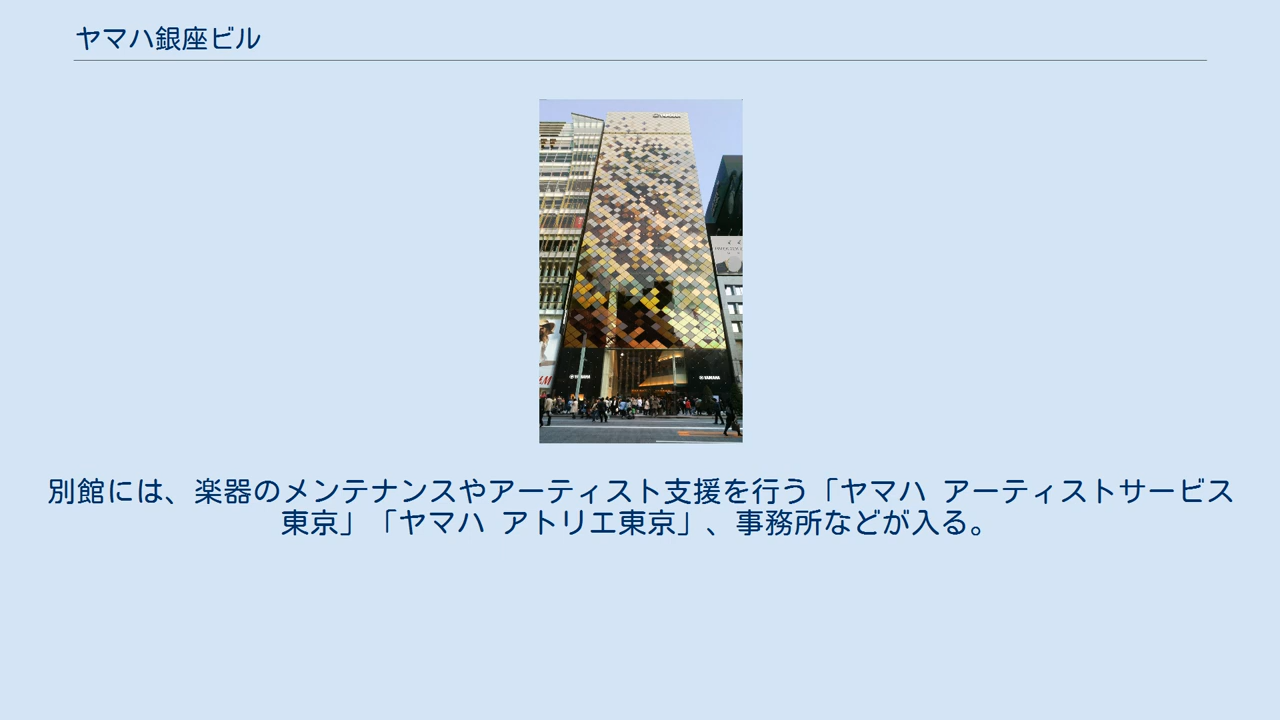 ヤマハ銀座ビル
YAMAHA
YAMAHA
別館には、楽器のメンテナンスやアーティスト支援を行う「ヤマハ アーティストサービス
東京」「ヤマハ アトリエ東京」、事務所などが入る。